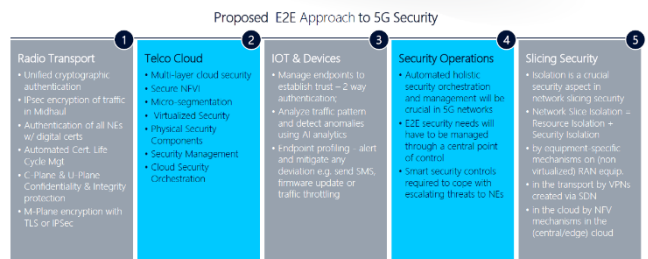 Proposed E2E Approach to 5G Security
1
Radio Transport
• Unified cryptographic
authentication
• IPsec encryption of traffic
in Midhaul
• Authentication of all NEs
w/ digital certs
• Automated Cert. Life
Cycle Mgt
• C-Plane & U-Plane
Confidentiality & Integrity
protection
• M-Plane encryption with
TLS or IPSec
2
Telco Cloud
• Multi-layer cloud security
• Secure NFVI
• Micro-segmentation
• Virtualized Security
• Physical Security
Components
• Security Management
• Cloud Security
Orchestration
3
IOT & Devices
• Manage endpoints to
establish trust – 2 way
authentication;
• Analyze traffic pattern and
detect anomalies
using AI analytics
• Endpoint profiling - alert
and mitigate any
deviation e.g. send SMS,
firmware update or
traffic throttling
4
Security Operations
• Automated holistic
security orchestration
and management will be
crucial in 5G networks
• E2E security needs will
have to be managed
through a central point
of control
• Smart security controls
required to cope with
escalating threats to NEs
5
Slicing Security
• Isolation is a crucial
security aspect in
network slicing security
• Network Slice Isolation =
Resource Isolation +
Security Isolation
• by equipment-specific
mechanisms on (non
virtualized) RAN equip.
• in the transport by VPNs
created via SDN
• in the cloud by NFV
mechanisms in the
(central/edge) cloud